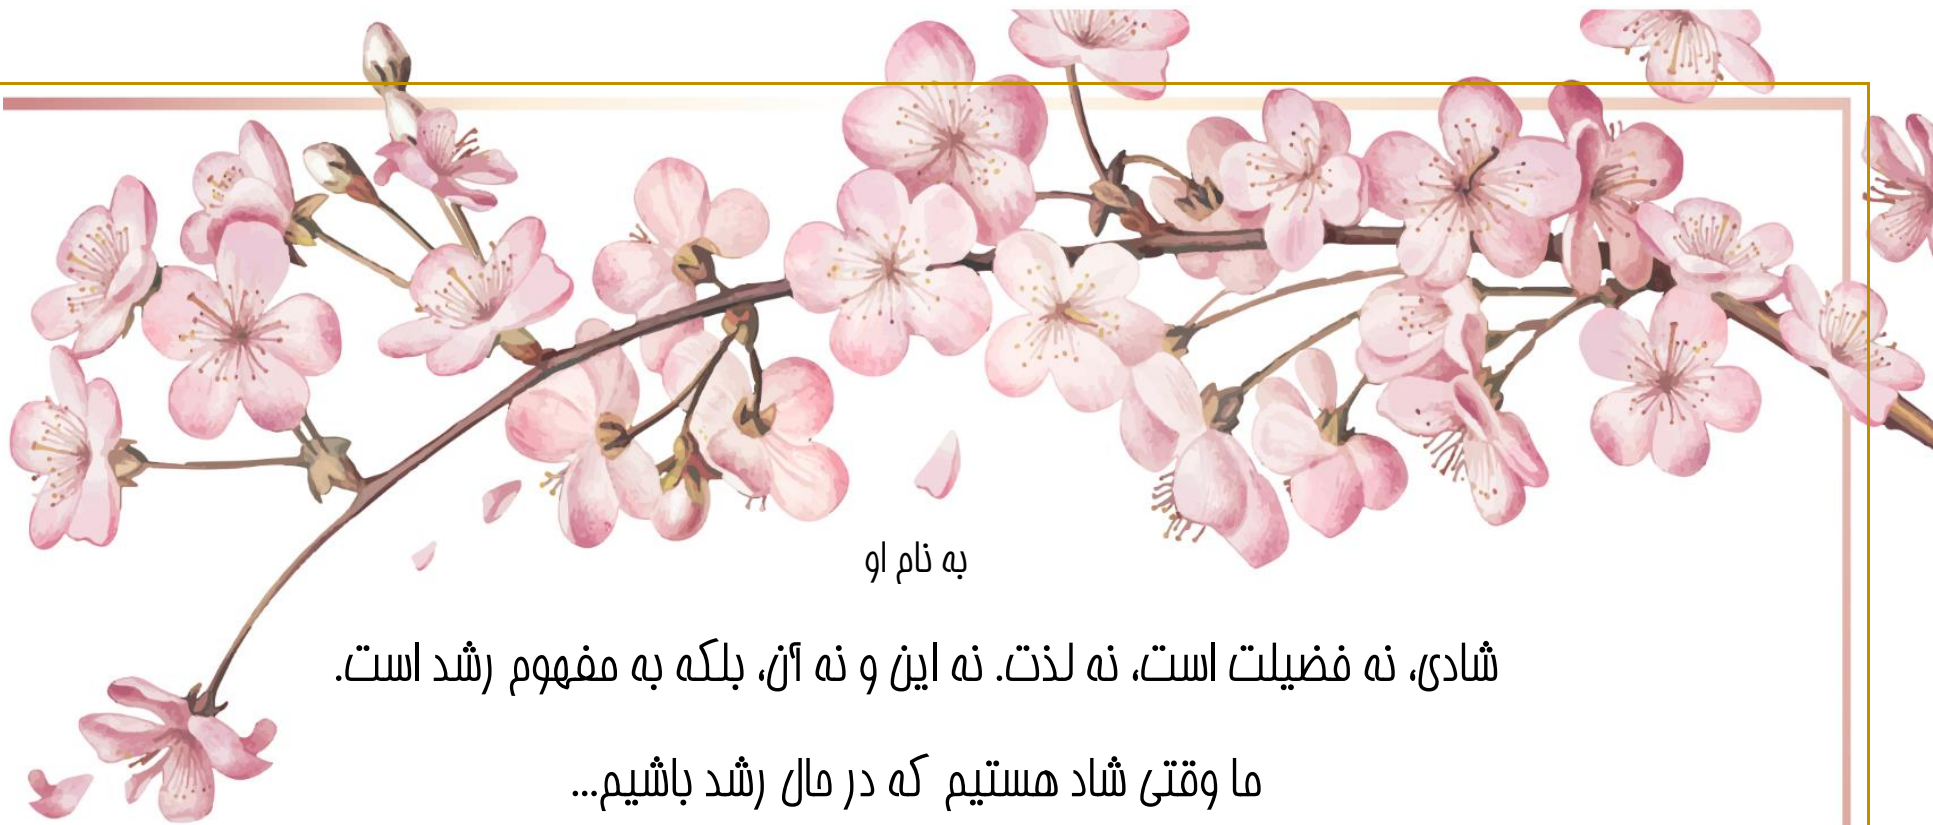 به نام او
شادی، نه فضیلت است، نه لذت. نه این و نه آن، بلکه به مفهوم رشد است.
ما وقتی شاد هستیم که در حال رشد باشیم...